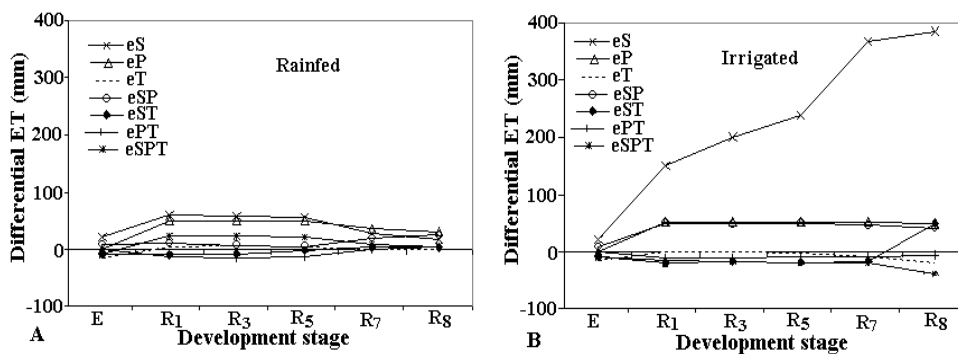 Differential ET (mm)
400
300
200
100
0
-100
eS
eP
eT
eSP
eST
ePT
eSPT
Rainfed
E R1 R3 R5 R7 R8
Development stage
A
Differential ET (mm)
400
300
200
100
0
-100
eS
eP
eT
eSP
eST
ePT
eSPT
Irrigated
E R1 R3 R5 R7 R8
Development stage
B